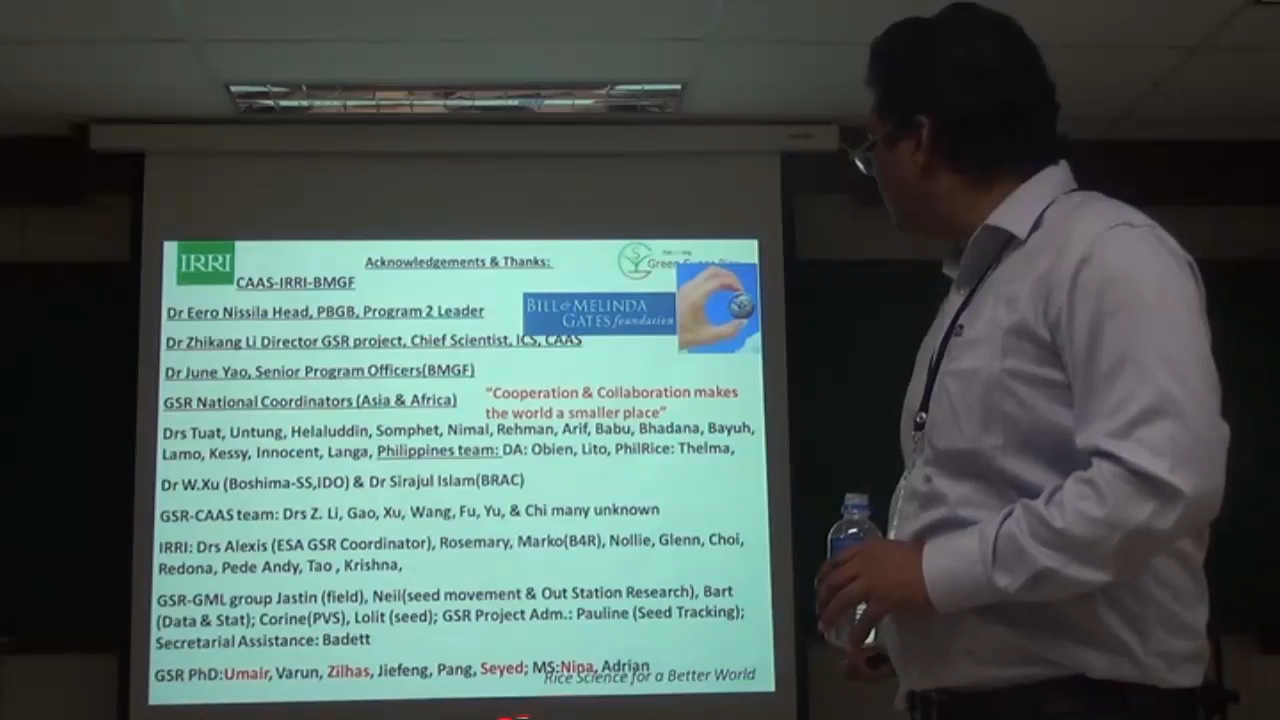 IRRI
Acknowledgements & Thanks:
Green
CAAS-IRRI-BMGF
Dr Eero Nissila Head, PBGB, Program 2 Leader
BILL & MELINDA
GATES foundation
Dr Zhikang Li Director GSR project, Chief Scientist, ICS, CAAS
Dr June Yao, Senior Program Officers(BMGF)
GSR National Coordinators (Asia & Africa)
“Cooperation & Collaboration makes
the world a smaller place”
Drs Tuat, Untung, Helaluddin, Somphet, Nimal, Rehman, Arif, Babu, Bhadana, Bayuh,
Lamo, Kessy, Innocent, Langa, Philippines team: DA: Obien, Lito, PhilRice: Thelma,
Dr W.Xu (Boshima-SS,IDO) & Dr Sirajul Islam(BRAC)
GSR-CAAS team: Drs Z. Li, Gao, Xu, Wang, Fu, Yu, & Chi many unknown
IRRI: Drs Alexis (ESA GSR Coordinator), Rosemary, Marko(B4R), Nollie, Glenn, Choi,
Redona, Pede Andy, Tao , Krishna,
GSR-GML group Jastin (field), Neil(seed movement & Out Station Research), Bart
(Data & Stat); Corine(PVS), Lolit (seed); GSR Project Adm.: Pauline (Seed Tracking);
Secretarial Assistance: Badett
GSR PhD:Umair, Varun, Zilhas, Jiefeng, Pang, Seyed; MS:Nipa, Adrian
Rice Science for a Better World